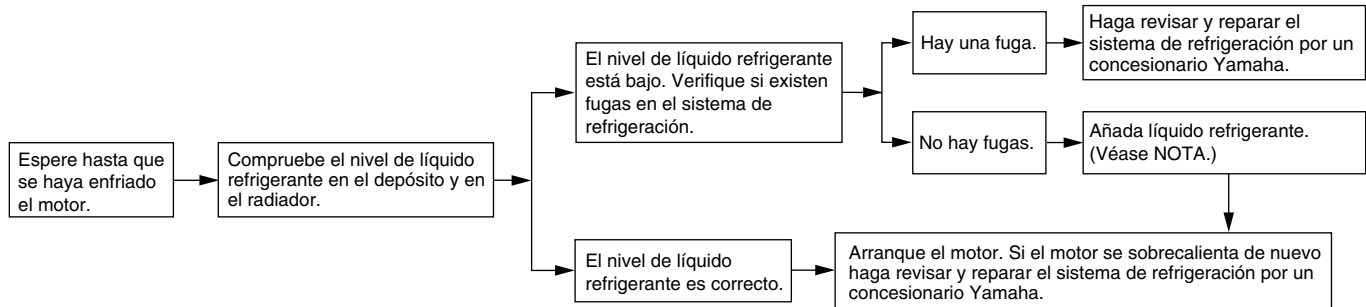 Espere hasta que
se haya enfriado
el motor.
Compruebe el nivel de líquido
refrigerante en el depósito y en
el radiador.
El nivel de líquido refrigerante
está bajo. Verifique si existen
fugas en el sistema de
refrigeración.
Hay una fuga.
Haga revisar y reparar el
sistema de refrigeración por un
concesionario Yamaha.
No hay fugas.
Añada líquido refrigerante.
(Véase NOTA.)
El nivel de líquido
refrigerante es correcto.
Arranque el motor. Si el motor se sobrecalienta de nuevo
haga revisar y reparar el sistema de refrigeración por un
concesionario Yamaha.